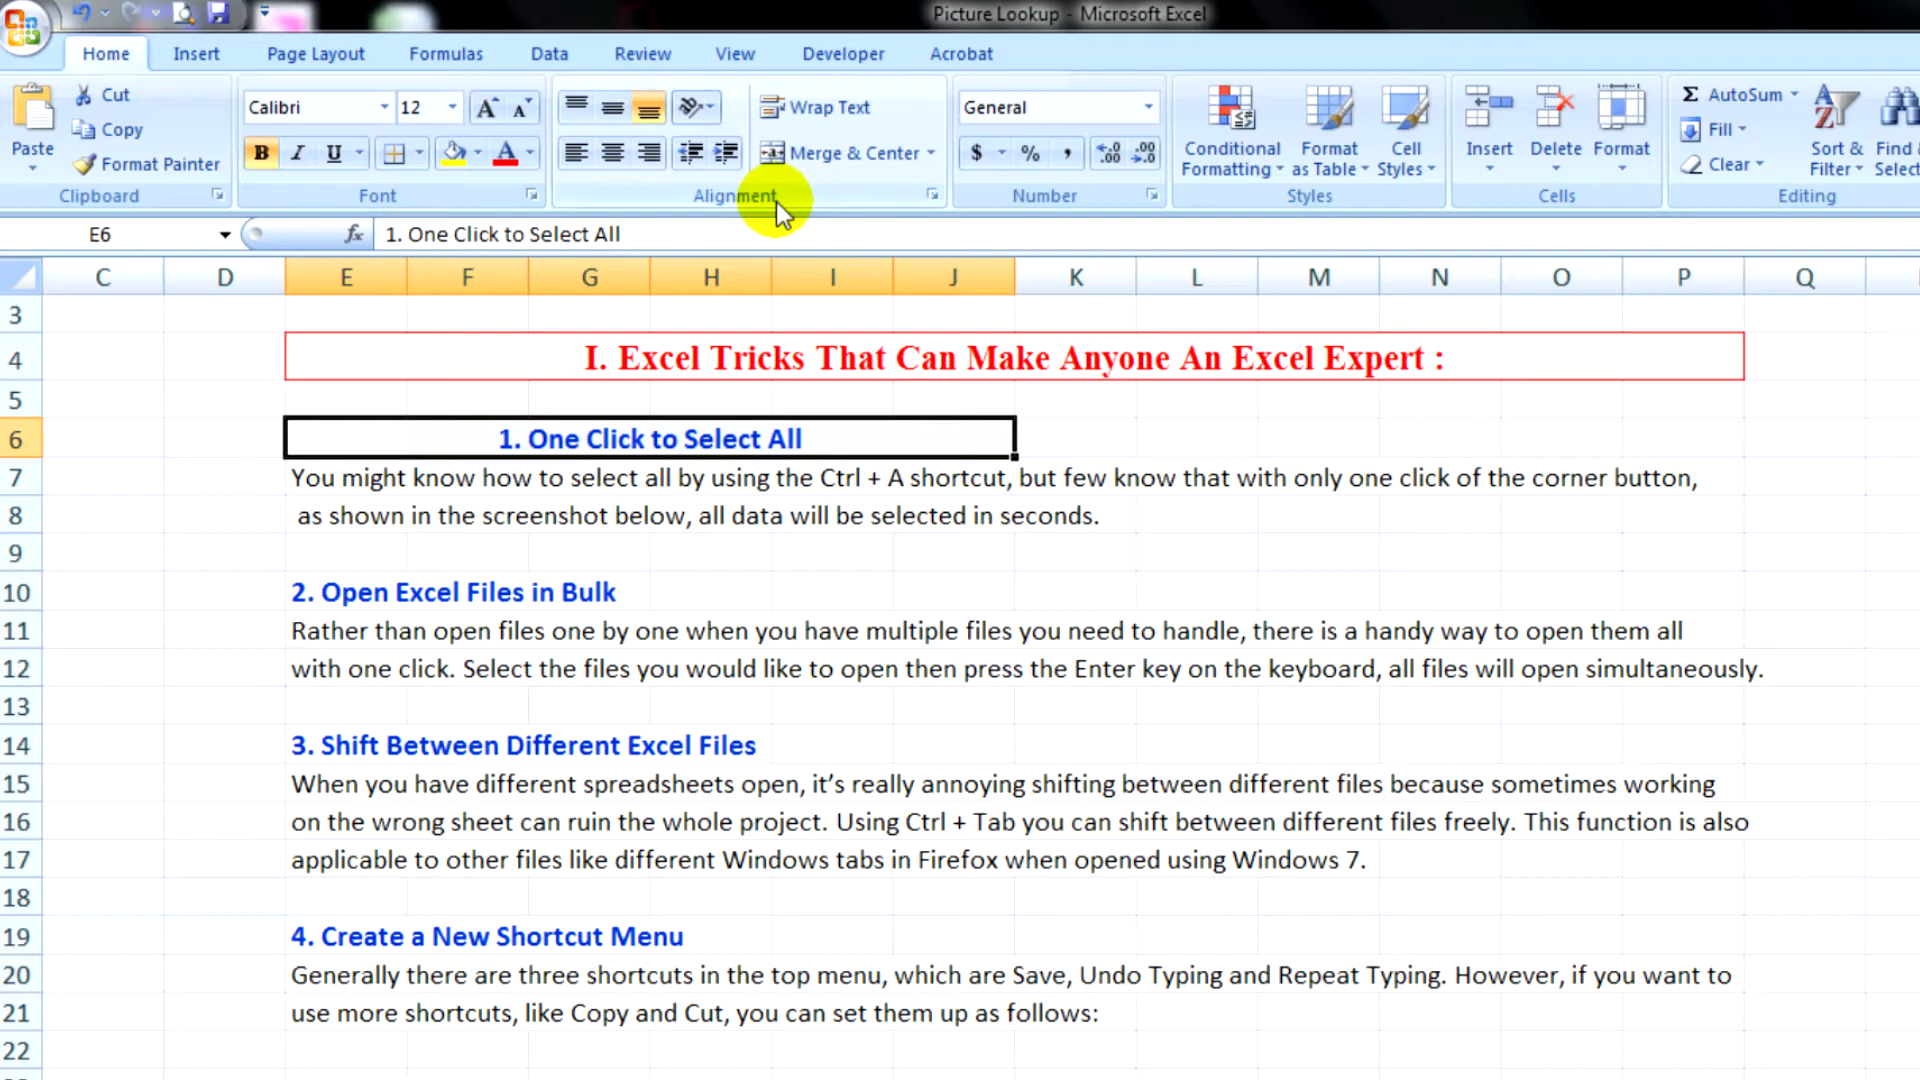 Picture Lookup - Microsoft Excel
Home Insert Page Layout Formulas Data Review View Developer Acrobat
Paste Cut Copy Format Painter
Clipboard
Calibri 12 A A
B I U A
Font
Wrap Text
Merge & Center
Alignment
General
$ % , .00 .0
Number
Conditional Formatting Format as Table Cell Styles
Styles
Insert Delete Format
Cells
Σ AutoSum Fill Clear
Sort & Filter Find & Select
Editing
E6 fx 1. One Click to Select All
C D E F G H I J K L M N O P Q
3
4 I. Excel Tricks That Can Make Anyone An Excel Expert :
5
6 1. One Click to Select All
7 You might know how to select all by using the Ctrl + A shortcut, but few know that with only one click of the corner button,
8 as shown in the screenshot below, all data will be selected in seconds.
9
10 2. Open Excel Files in Bulk
11 Rather than open files one by one when you have multiple files you need to handle, there is a handy way to open them all
12 with one click. Select the files you would like to open then press the Enter key on the keyboard, all files will open simultaneously.
13
14 3. Shift Between Different Excel Files
15 When you have different spreadsheets open, it’s really annoying shifting between different files because sometimes working
16 on the wrong sheet can ruin the whole project. Using Ctrl + Tab you can shift between different files freely. This function is also
17 applicable to other files like different Windows tabs in Firefox when opened using Windows 7.
18
19 4. Create a New Shortcut Menu
20 Generally there are three shortcuts in the top menu, which are Save, Undo Typing and Repeat Typing. However, if you want to
21 use more shortcuts, like Copy and Cut, you can set them up as follows:
22